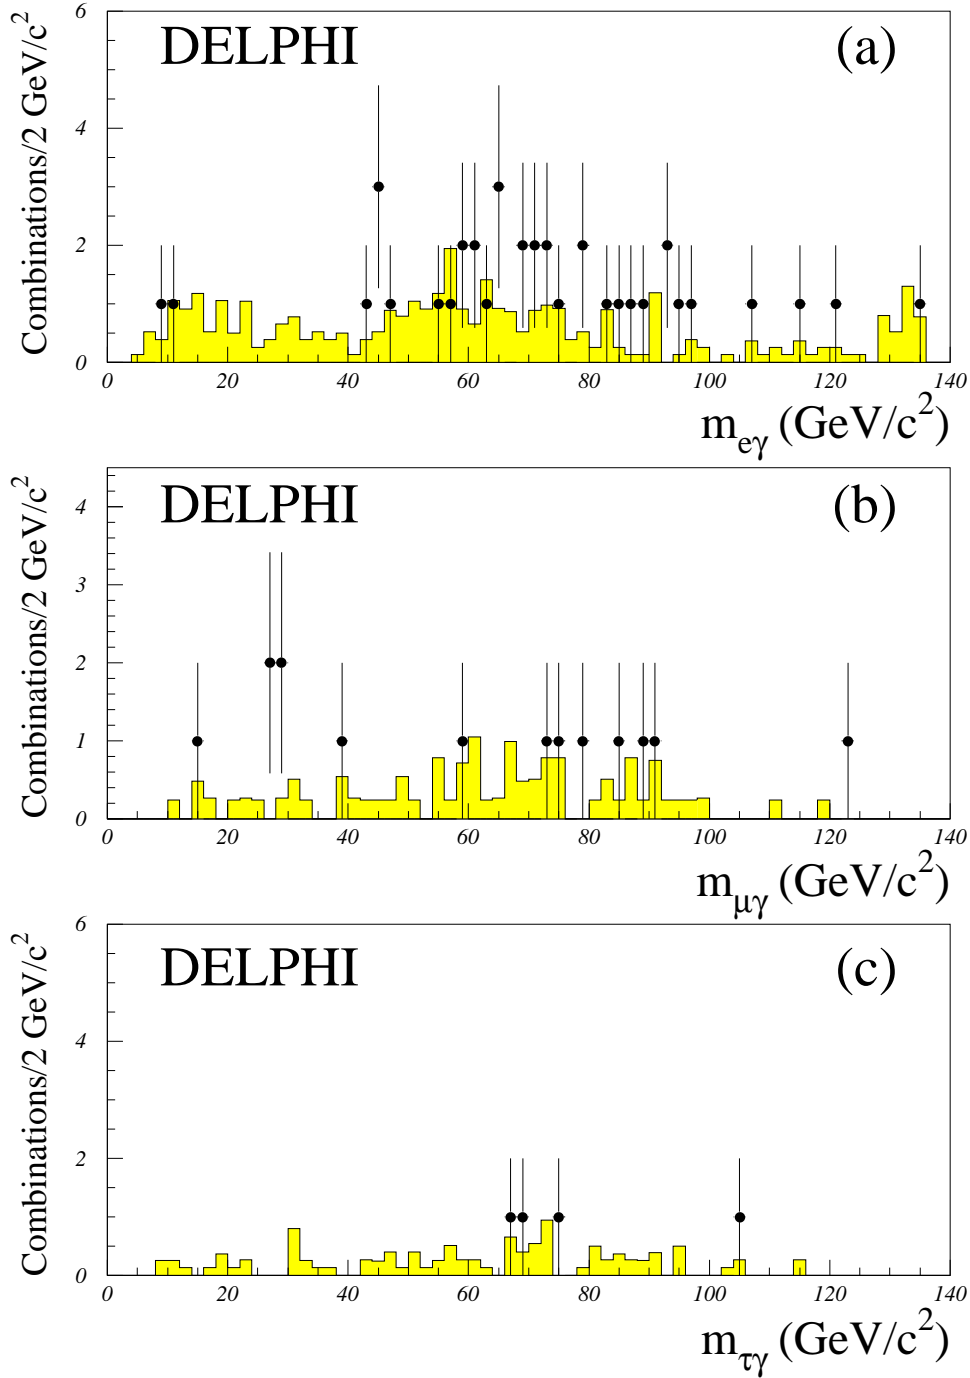 DELPHI (a)
Combinations/2 GeV/c²
6
4
2
0
0 20 40 60 80 100 120 140
m_eγ (GeV/c²)
DELPHI (b)
Combinations/2 GeV/c²
4
3
2
1
0
0 20 40 60 80 100 120 140
m_μγ (GeV/c²)
DELPHI (c)
Combinations/2 GeV/c²
6
4
2
0
0 20 40 60 80 100 120 140
m_τγ (GeV/c²)